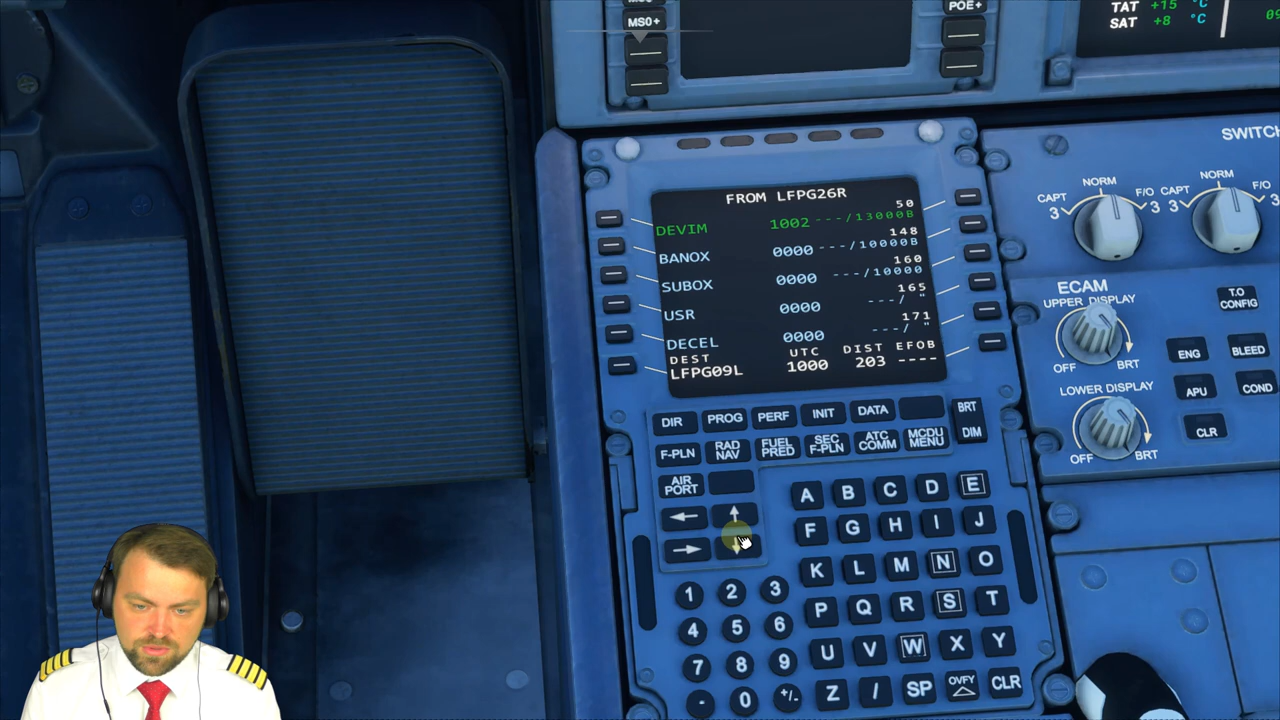 MS0+
POE+
TAT +15 °C
SAT +8 °C
SWITCH
FROM LFPG26R
50
DEVIM 1002 ---/13000B
148
BANOX 0000 ---/10000B
160
SUBOX 0000 ---/10000
165
USR 0000 ---/ "
171
DECEL 0000 ---/ "
DEST UTC DIST EFOB
LFPG09L 1000 203 ----
NORM
CAPT 3 F/O 3
NORM
CAPT 3 F/O 3
ECAM
UPPER DISPLAY
OFF BRT
LOWER DISPLAY
OFF BRT
T.O CONFIG
ENG BLEED
APU COND
CLR
DIR PROG PERF INIT DATA BRT
F-PLN RAD NAV FUEL PRED SEC F-PLN ATC COMM MCDU MENU DIM
AIR PORT
← ↑
→
A B C D E
F G H I J
K L M N O
P Q R S T
U V W X Y
Z / SP OVFY CLR
1 2 3
4 5 6
7 8 9
- 0 +/-